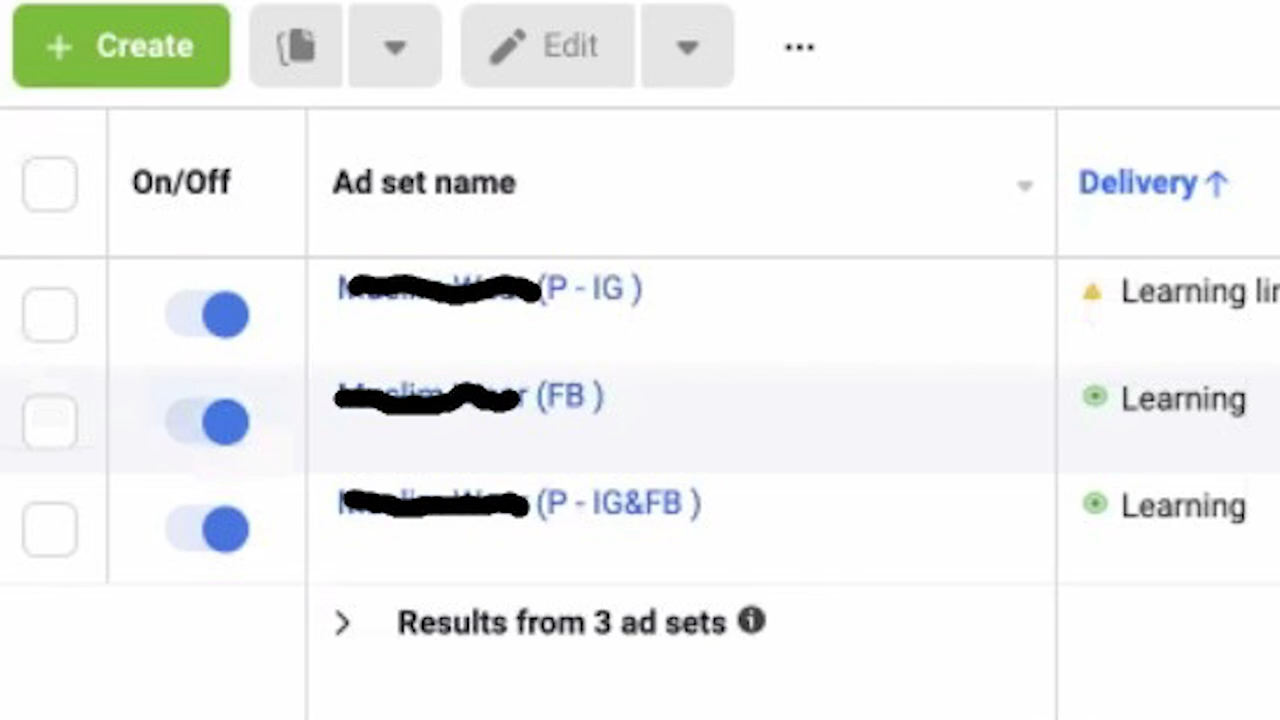 + Create
Edit
...
On/Off
Ad set name
Delivery ↑
(P - IG )
Learning
(FB )
Learning
(P - IG&FB )
Learning
Results from 3 ad sets